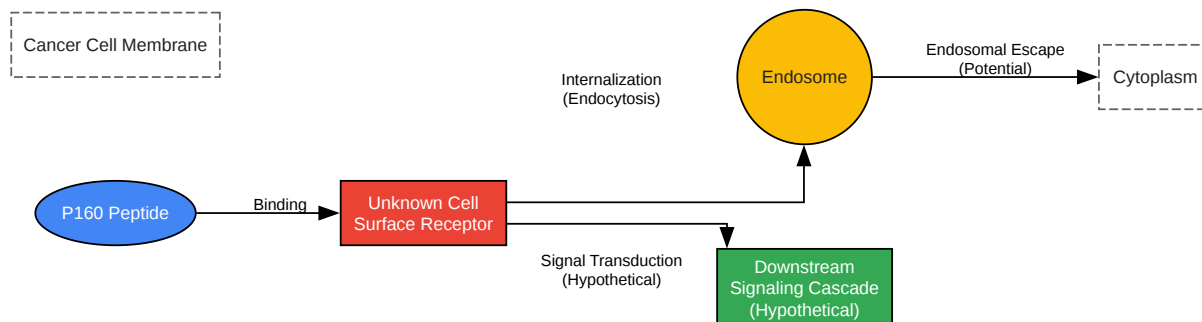 Cancer Cell Membrane
P160 Peptide
Binding
Unknown Cell
Surface Receptor
Internalization
(Endocytosis)
Signal Transduction
(Hypothetical)
Endosome
Downstream
Signaling Cascade
(Hypothetical)
Endosomal Escape
(Potential)
Cytoplasm